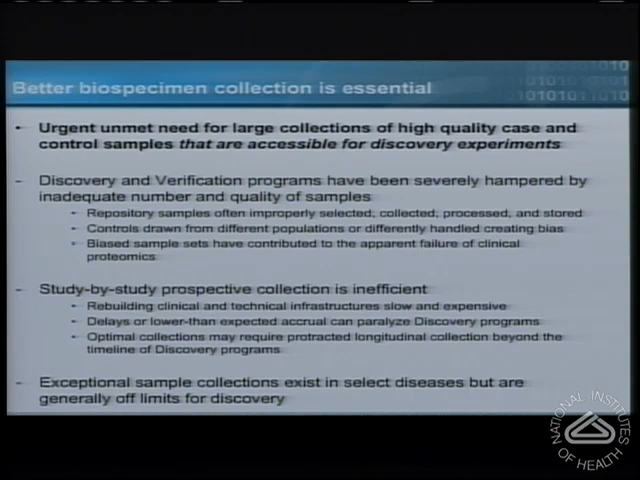 Better biospecimen collection is essential
• Urgent unmet need for large collections of high quality case and
control samples that are accessible for discovery experiments
– Discovery and Verification programs have been severely hampered by
inadequate number and quality of samples
• Repository samples often improperly selected, collected, processed, and stored
• Controls drawn from different populations or differently handled creating bias
• Biased sample sets have contributed to the apparent failure of clinical
proteomics
– Study-by-study prospective collection is inefficient
• Rebuilding clinical and technical infrastructures slow and expensive
• Delays or lower-than expected accrual can paralyze Discovery programs
• Optimal collections may require protracted longitudinal collection beyond the
timeline of Discovery programs
– Exceptional sample collections exist in select diseases but are
generally off limits for discovery
NATIONAL INSTITUTES
OF HEALTH